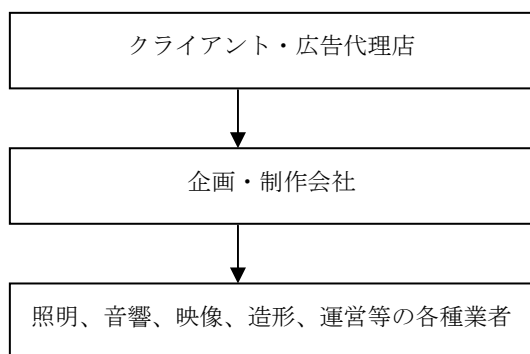 クライアント・広告代理店
企画・制作会社
照明、音響、映像、造形、運営等の各種業者